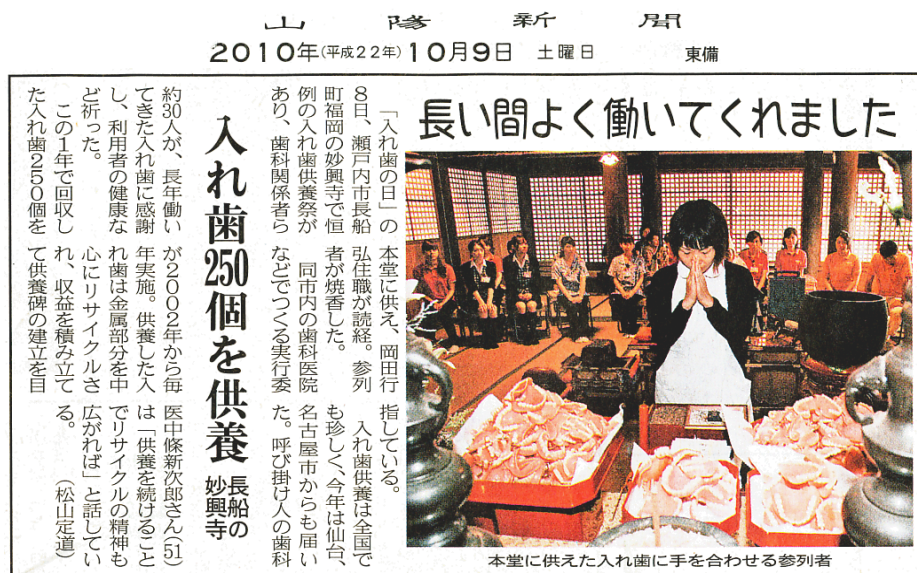 山陽新聞
2010年(平成22年)10月9日 土曜日 東備
長い間よく働いてくれました
入れ歯250個を供養
長船の
妙興寺
「入れ歯の日」の
8日、瀬戸内市長船
町福岡の妙興寺で恒
例の入れ歯供養祭が
あり、歯科関係者ら
約30人が、長年働い
てきた入れ歯に感謝
し、利用者の健康な
ど祈った。
この1年で回収し
た入れ歯250個を
本堂に供え、岡田行
弘住職が読経。参列
者が焼香した。
同市内の歯科医院
などでつくる実行委
が2002年から毎
年実施。供養した入
れ歯は金属部分を中
心にリサイクルさ
れ、収益を積み立て
て供養碑の建立を目
指している。
入れ歯供養は全国で
も珍しく、今年は仙台、
名古屋市からも届い
た。呼び掛け人の歯科
医中條新次郎さん(51)
は「供養を続けること
でリサイクルの精神も
広がれば」と話してい
る。 (松山定道)
本堂に供えた入れ歯に手を合わせる参列者